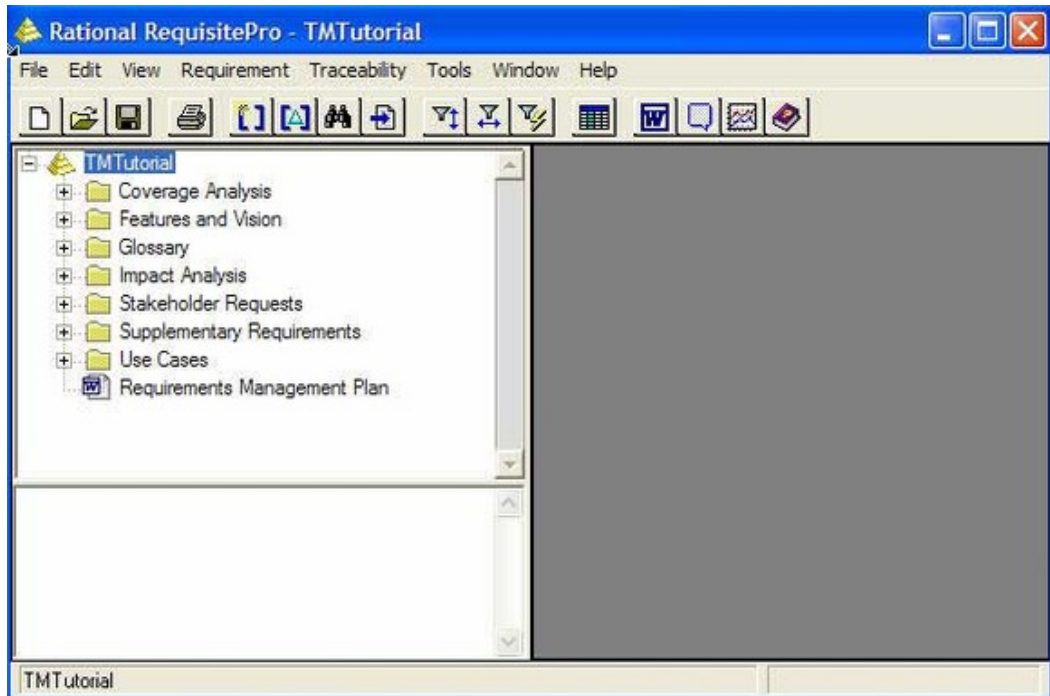 Rational RequisitePro - TMTutorial
File Edit View Requirement Traceability Tools Window Help
TMTutorial
Coverage Analysis
Features and Vision
Glossary
Impact Analysis
Stakeholder Requests
Supplementary Requirements
Use Cases
Requirements Management Plan
TMTutorial